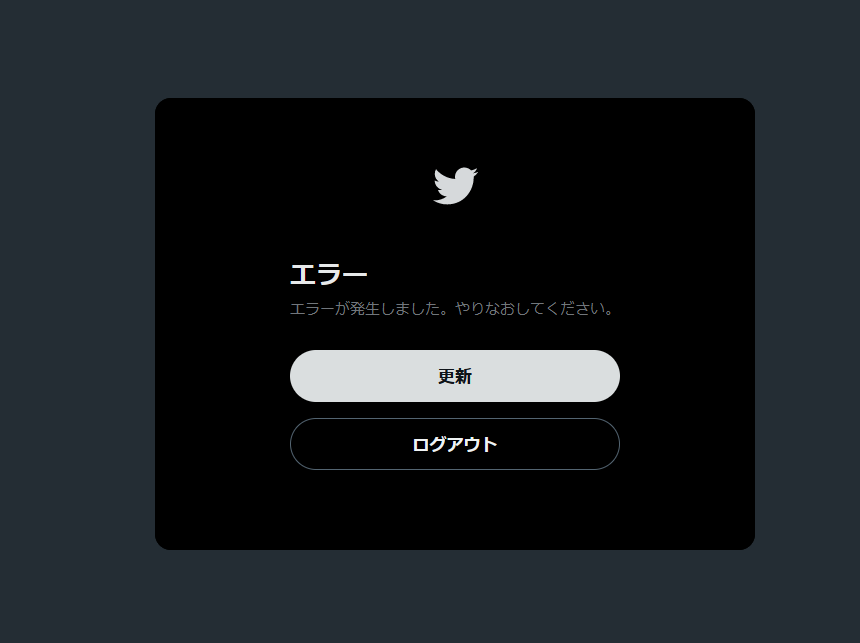 エラー
エラーが発生しました。やりなおしてください。
更新
ログアウト